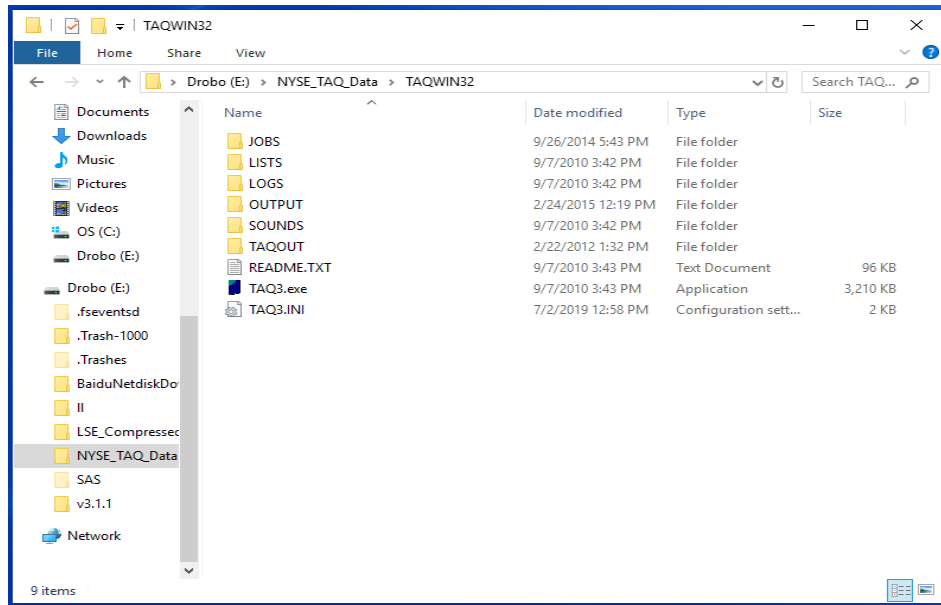 TAQWIN32
File Home Share View
Drobo (E:) > NYSE_TAQ_Data > TAQWIN32 Search TAQ...
Name Date modified Type Size
Documents
Downloads
Music
Pictures
Videos
OS (C:)
Drobo (E:)
Drobo (E:)
.fseventsd
.Trash-1000
.Trashes
BaiduNetdiskDo
II
LSE_Compressed
NYSE_TAQ_Data
SAS
v3.1.1
Network
JOBS 9/26/2014 5:43 PM File folder
LISTS 9/7/2010 3:42 PM File folder
LOGS 9/7/2010 3:42 PM File folder
OUTPUT 2/24/2015 12:19 PM File folder
SOUNDS 9/7/2010 3:42 PM File folder
TAQOUT 2/22/2012 1:32 PM File folder
README.TXT 9/7/2010 3:43 PM Text Document 96 KB
TAQ3.exe 9/7/2010 3:43 PM Application 3,210 KB
TAQ3.INI 7/2/2019 12:58 PM Configuration sett... 2 KB
9 items